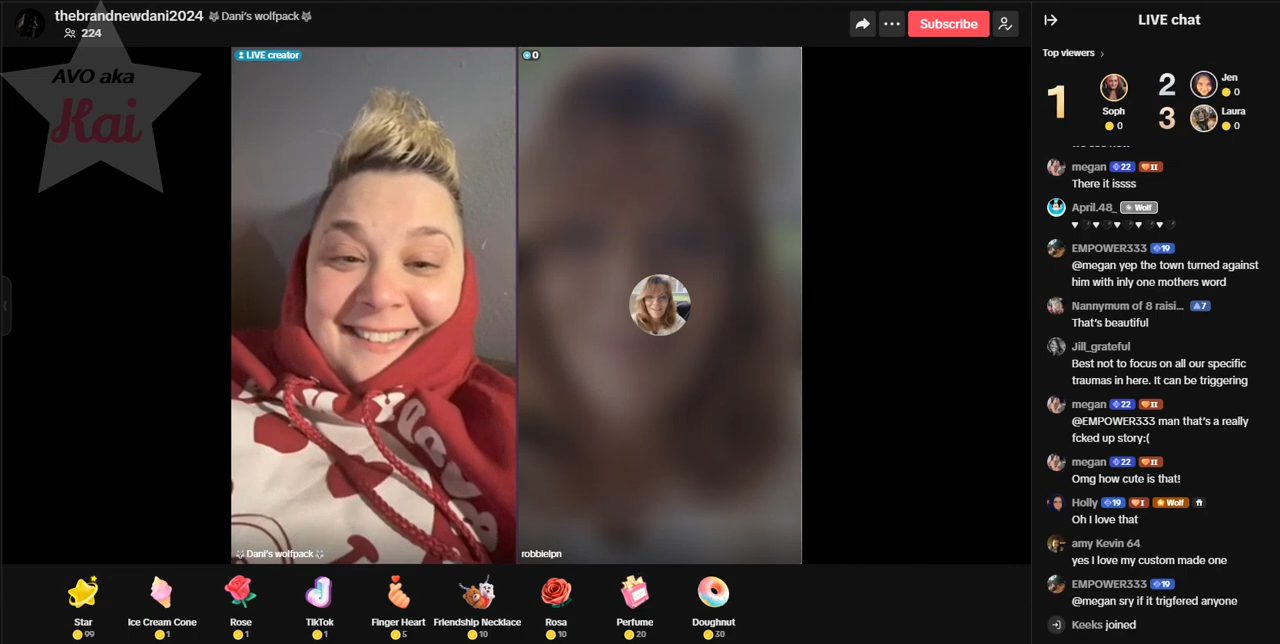 thebrandnewdani2024 🐺Dani's wolfpack🐺
224
Subscribe
AVO aka
Kai
LIVE creator
0
🐺Dani's wolfpack🐺
robbielpn
Star
99
Ice Cream Cone
1
Rose
1
TikTok
1
Finger Heart
5
Friendship Necklace
10
Rosa
10
Perfume
20
Doughnut
30
LIVE chat
Top viewers >
1
Soph
0
2
Jen
0
3
Laura
0
megan 22 II
There it issss
April.48_ Wolf
♥🖤♥🖤♥🖤♥🖤♥🖤
EMPOWER333 19
@megan yep the town turned against
him with inly one mothers word
Nannymum of 8 raisi... 7
That's beautiful
Jill_grateful
Best not to focus on all our specific
traumas in here. It can be triggering
megan 22 II
@EMPOWER333 man that's a really
fcked up story:(
megan 22 II
Omg how cute is that!
Holly 19 I Wolf
Oh I love that
amy Kevin 64
yes I love my custom made one
EMPOWER333 19
@megan sry if it trigfered anyone
Keeks joined